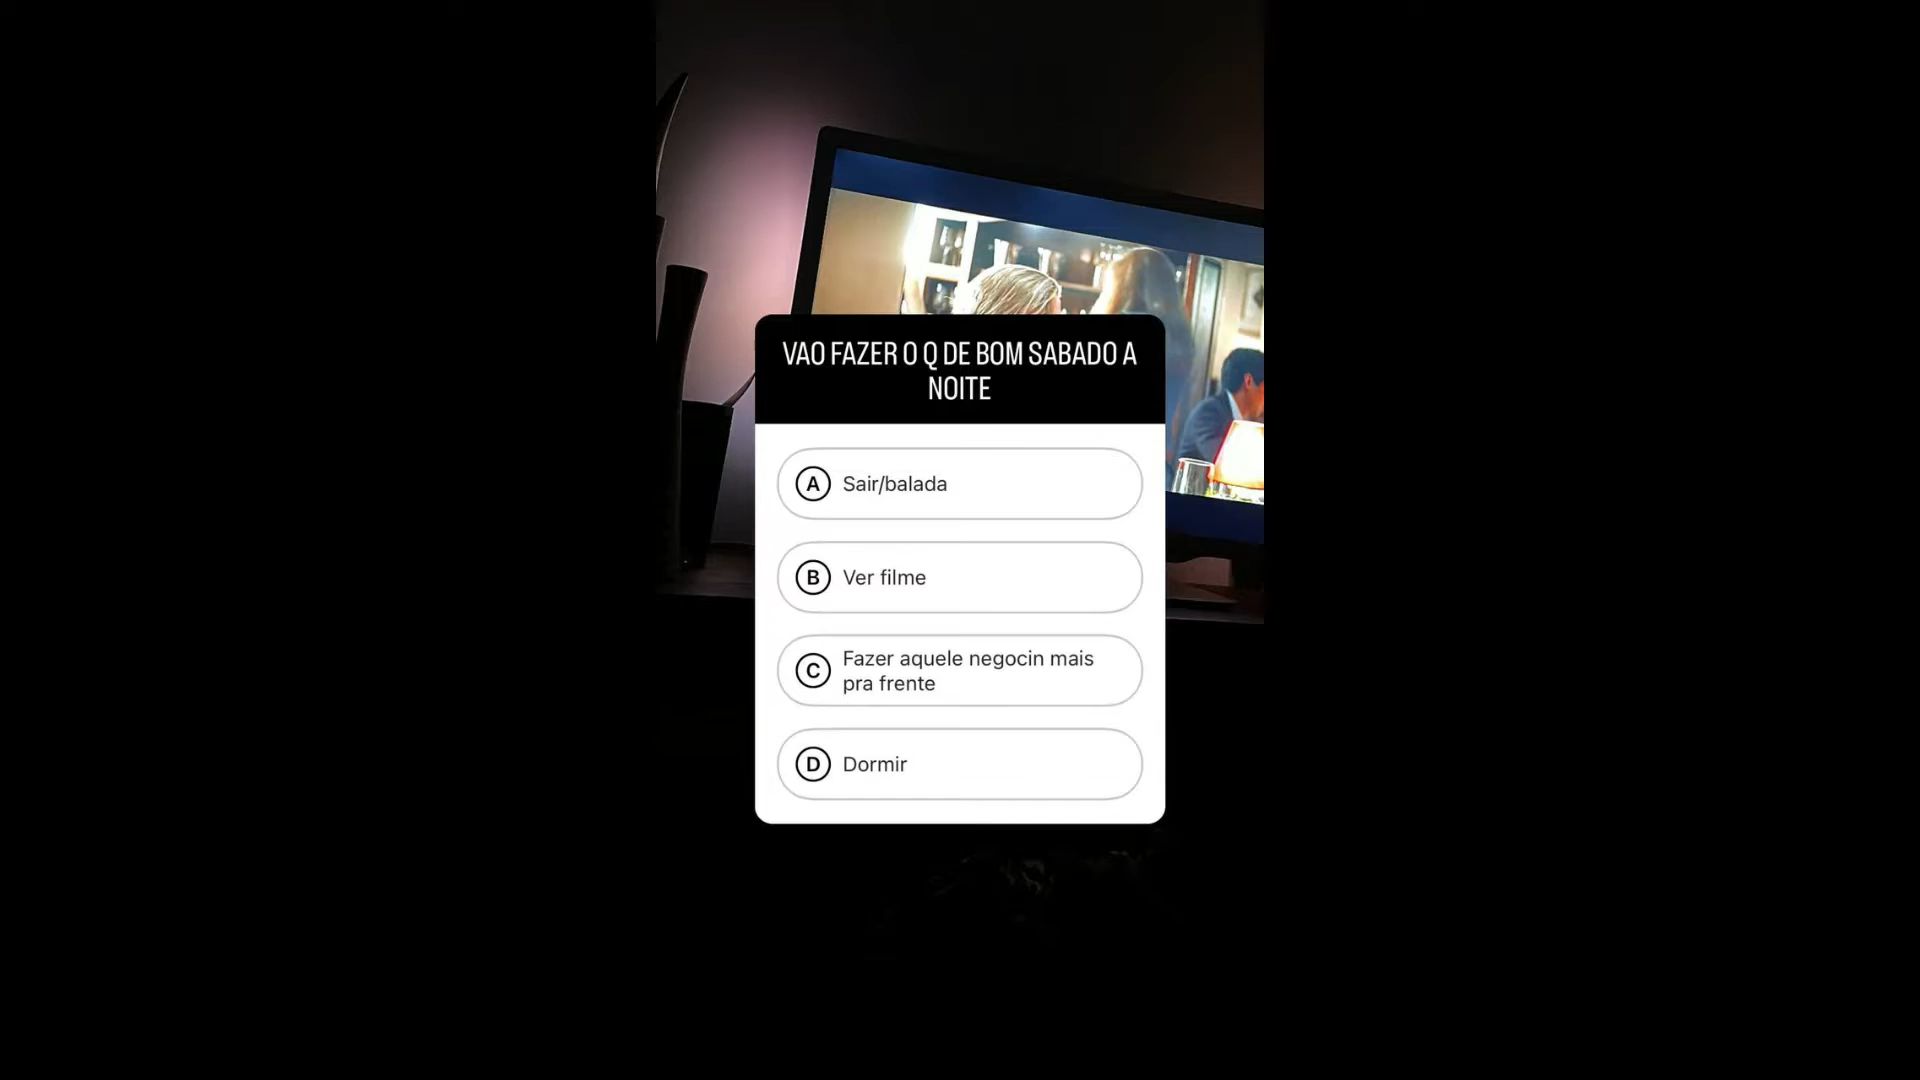 VAO FAZER O Q DE BOM SABADO A
NOITE
A Sair/balada
B Ver filme
C Fazer aquele negocin mais
pra frente
D Dormir